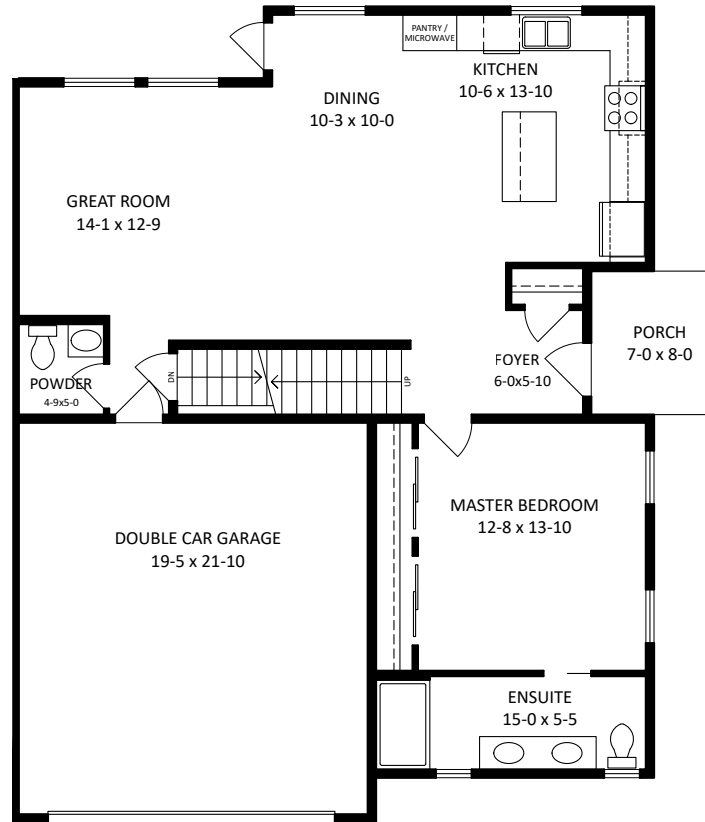 PANTRY /
MICROWAVE
KITCHEN
10-6 x 13-10
DINING
10-3 x 10-0
GREAT ROOM
14-1 x 12-9
PORCH
7-0 x 8-0
FOYER
6-0x5-10
POWDER
4-9x5-0
DN
UP
MASTER BEDROOM
12-8 x 13-10
DOUBLE CAR GARAGE
19-5 x 21-10
ENSUITE
15-0 x 5-5